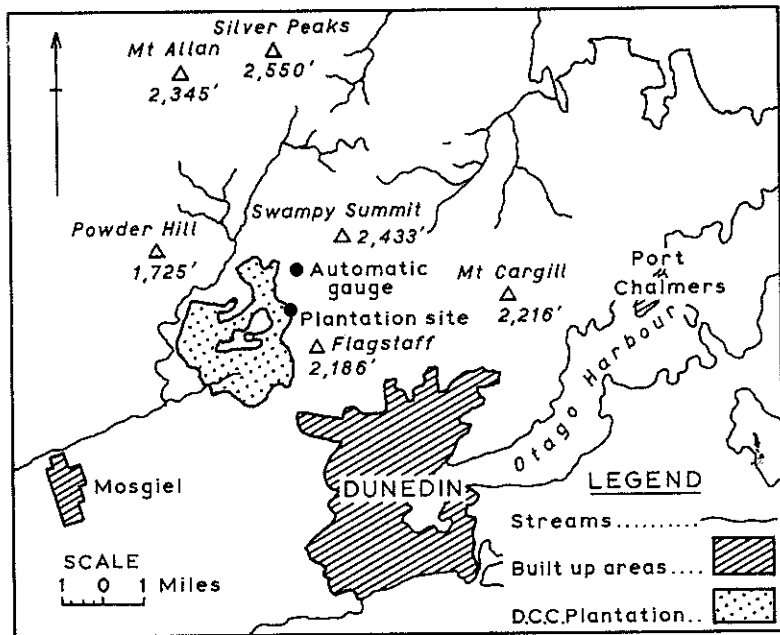 Silver Peaks
2,550'
Mt Allan
2,345'
Swampy Summit
2,433'
Powder Hill
1,725'
Automatic
gauge
Mt Cargill
2,216'
Port
Chalmers
Plantation site
Flagstaff
2,186'
Otago Harbour
Mosgiel
DUNEDIN
LEGEND
Streams..........
Built up areas....
D.C.C. Plantation..
SCALE
1 0 1 Miles